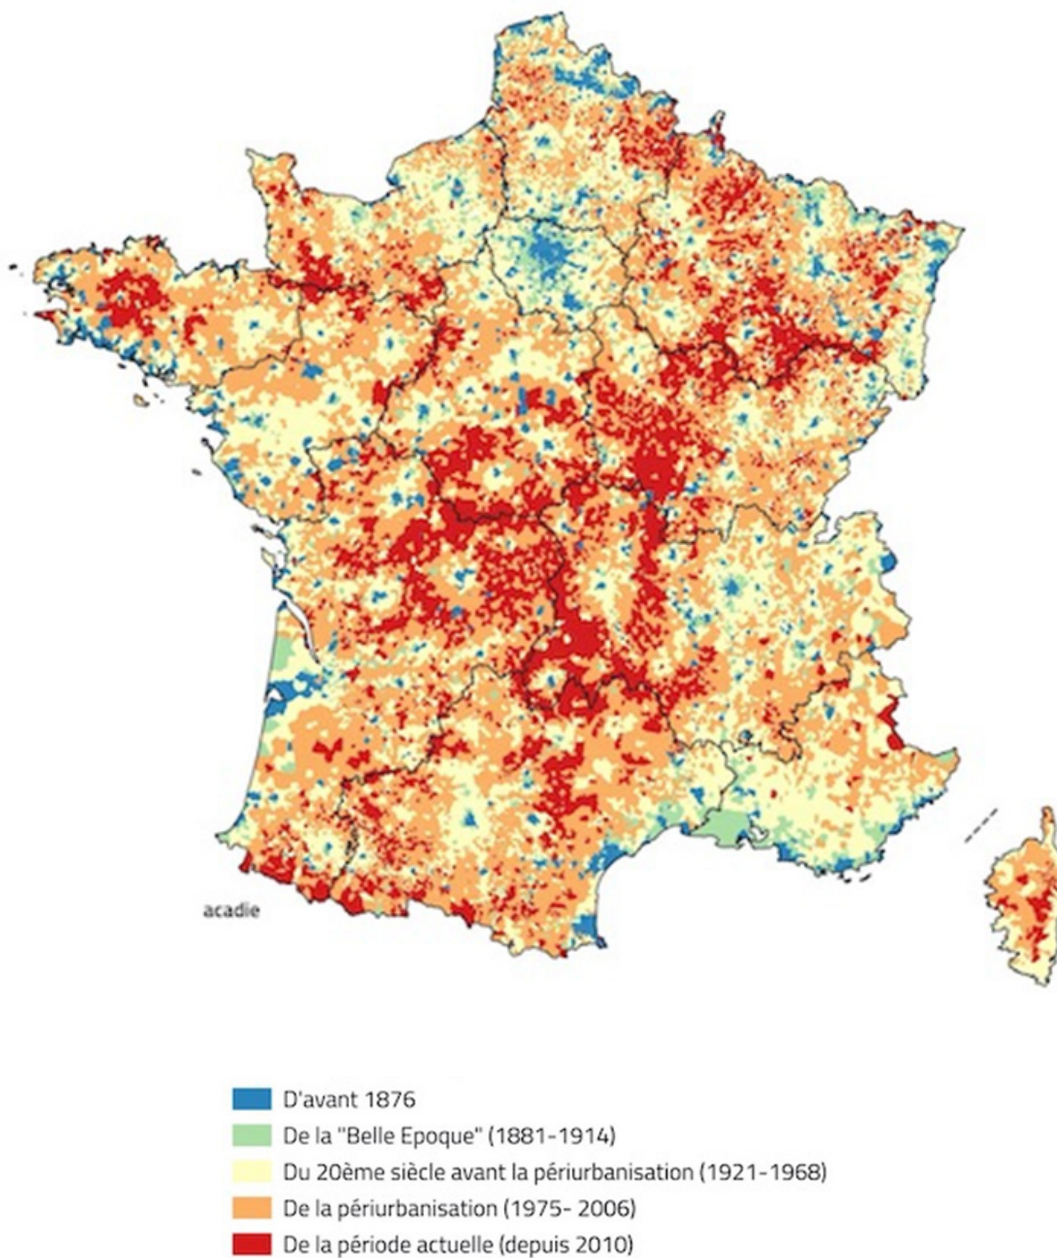 acadie
D'avant 1876
De la "Belle Epoque" (1881-1914)
Du 20ème siècle avant la périurbanisation (1921-1968)
De la périurbanisation (1975- 2006)
De la période actuelle (depuis 2010)